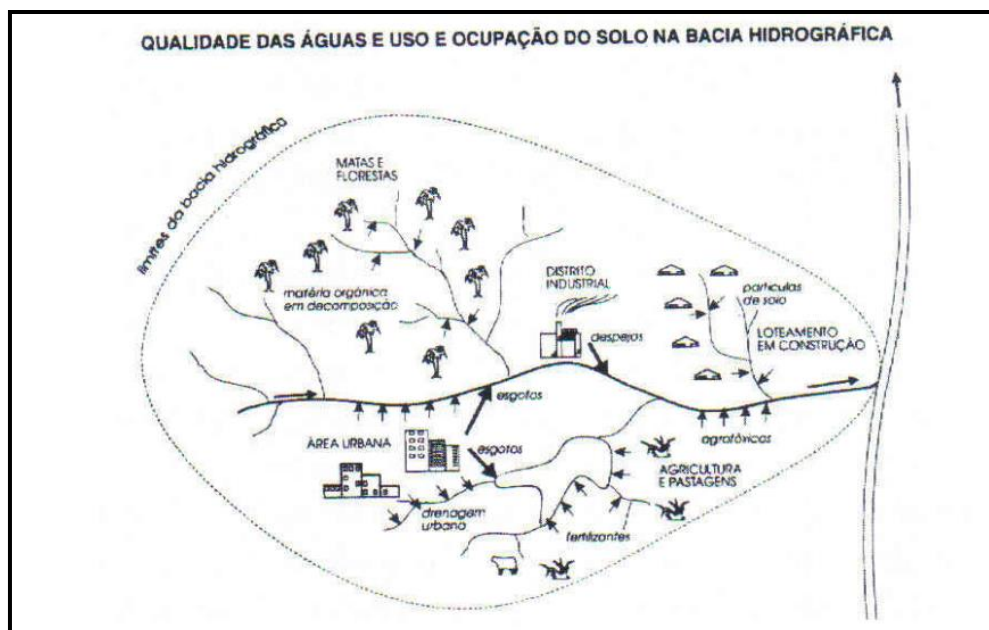 QUALIDADE DAS ÁGUAS E USO E OCUPAÇÃO DO SOLO NA BACIA HIDROGRÁFICA
limites da bacia hidrográfica
MATAS E
FLORESTAS
matéria orgânica
em decomposição
DISTRITO
INDUSTRIAL
despejos
partículas
de solo
LOTEAMENTO
EM CONSTRUÇÃO
esgotos
ÁREA URBANA
esgotos
agrotóxicos
AGRICULTURA
E PASTAGENS
drenagem
urbana
fertilizantes